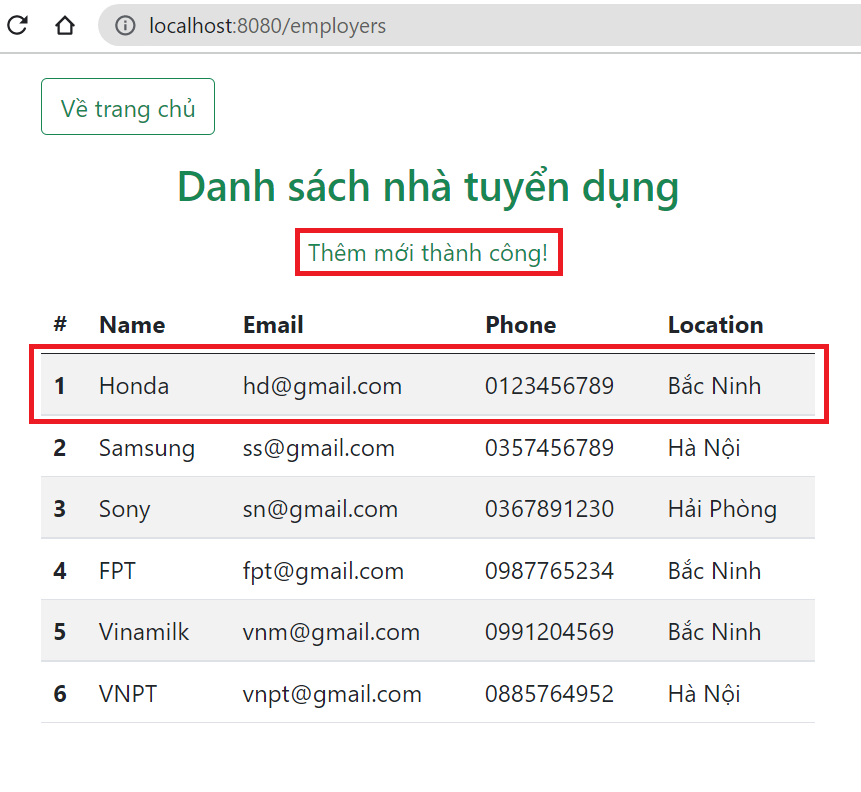 localhost:8080/employers
Về trang chủ
Danh sách nhà tuyển dụng
Thêm mới thành công!
# Name Email Phone Location
1 Honda hd@gmail.com 0123456789 Bắc Ninh
2 Samsung ss@gmail.com 0357456789 Hà Nội
3 Sony sn@gmail.com 0367891230 Hải Phòng
4 FPT fpt@gmail.com 0987765234 Bắc Ninh
5 Vinamilk vnm@gmail.com 0991204569 Bắc Ninh
6 VNPT vnpt@gmail.com 0885764952 Hà Nội